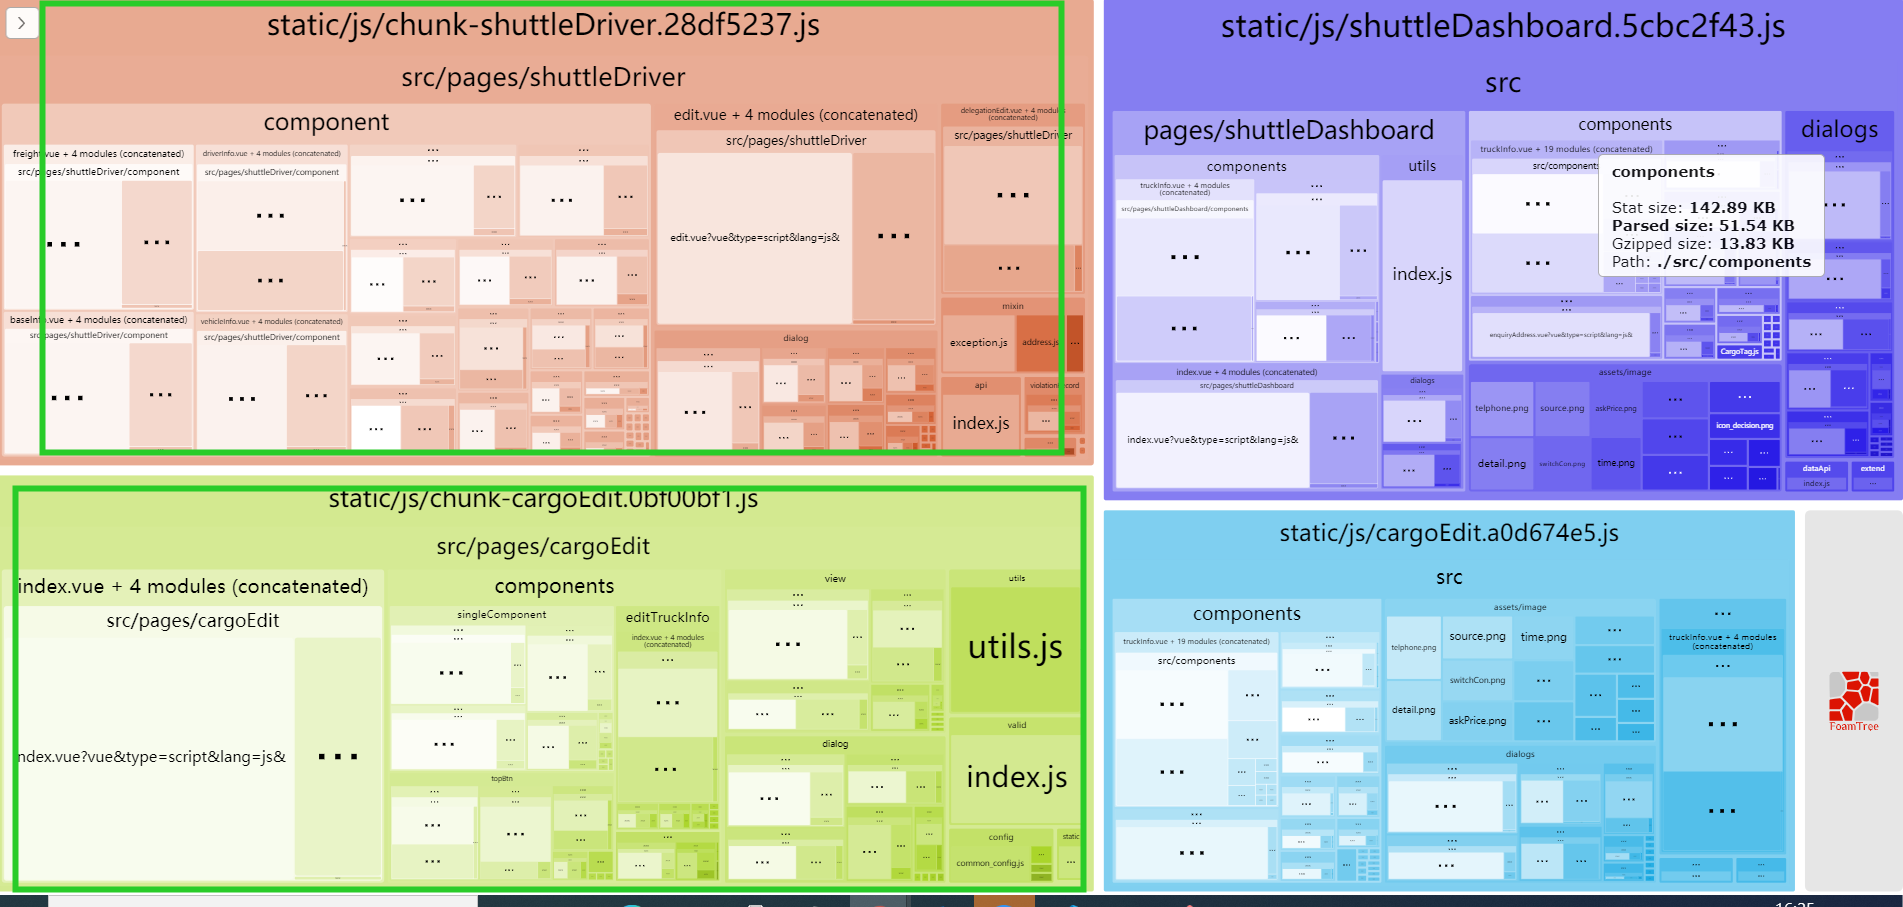 static/js/chunk-shuttleDriver.28df5237.js
src/pages/shuttleDriver
component
freight.vue + 4 modules (concatenated)
src/pages/shuttleDriver/component
driverInfo.vue + 4 modules (concatenated)
src/pages/shuttleDriver/component
baseInfo.vue + 4 modules (concatenated)
src/pages/shuttleDriver/component
vehicleInfo.vue + 4 modules (concatenated)
src/pages/shuttleDriver/component
edit.vue + 4 modules (concatenated)
src/pages/shuttleDriver
edit.vue?vue&type=script&lang=js&
dialog
delegationEdit.vue + 4 modules
(concatenated)
src/pages/shuttleDriver
mixin
exception.js
address.js
api
index.js
violationRecord
static/js/shuttleDashboard.5cbc2f43.js
src
pages/shuttleDashboard
components
truckInfo.vue + 4 modules
(concatenated)
src/pages/shuttleDashboard/components
utils
index.js
index.vue + 4 modules (concatenated)
src/pages/shuttleDashboard
index.vue?vue&type=script&lang=js&
dialogs
components
truckInfo.vue + 19 modules (concatenated)
src/components
enquiryAddress.vue?vue&type=script&lang=js&
CargoTag.js
components
Stat size: 142.89 KB
Parsed size: 51.54 KB
Gzipped size: 13.83 KB
Path: ./src/components
assets/image
telphone.png
source.png
askPrice.png
icon_decision.png
detail.png
switchCon.png
time.png
dialogs
dataApi
index.js
extend
static/js/chunk-cargoEdit.0bf00bf1.js
src/pages/cargoEdit
index.vue + 4 modules (concatenated)
src/pages/cargoEdit
ndex.vue?vue&type=script&lang=js&
components
singleComponent
topBtn
editTruckInfo
index.vue + 4 modules
(concatenated)
view
dialog
utils
utils.js
valid
index.js
config
common_config.js
static
static/js/cargoEdit.a0d674e5.js
src
components
truckInfo.vue + 19 modules (concatenated)
src/components
assets/image
telphone.png
source.png
time.png
switchCon.png
detail.png
askPrice.png
dialogs
truckInfo.vue + 4 modules
(concatenated)
FoamTree